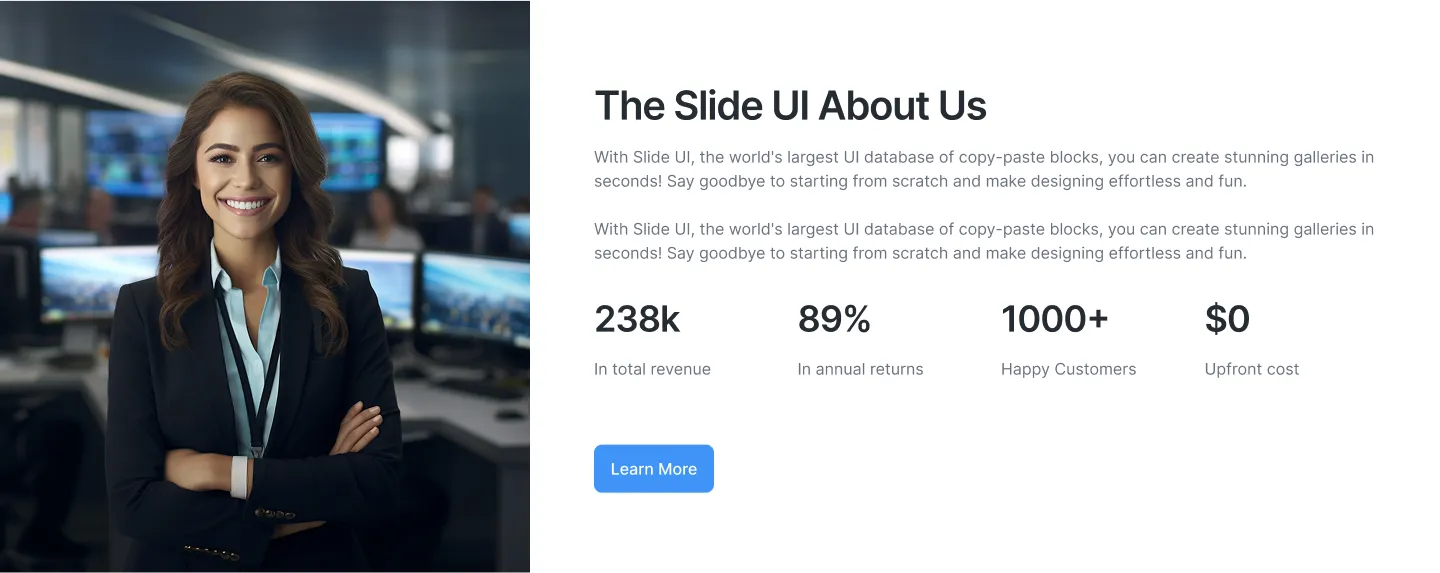 The Slide UI About Us
With Slide UI, the world's largest UI database of copy-paste blocks, you can create stunning galleries in
seconds! Say goodbye to starting from scratch and make designing effortless and fun.
With Slide UI, the world's largest UI database of copy-paste blocks, you can create stunning galleries in
seconds! Say goodbye to starting from scratch and make designing effortless and fun.
238k
In total revenue
89%
In annual returns
1000+
Happy Customers
$0
Upfront cost
Learn More